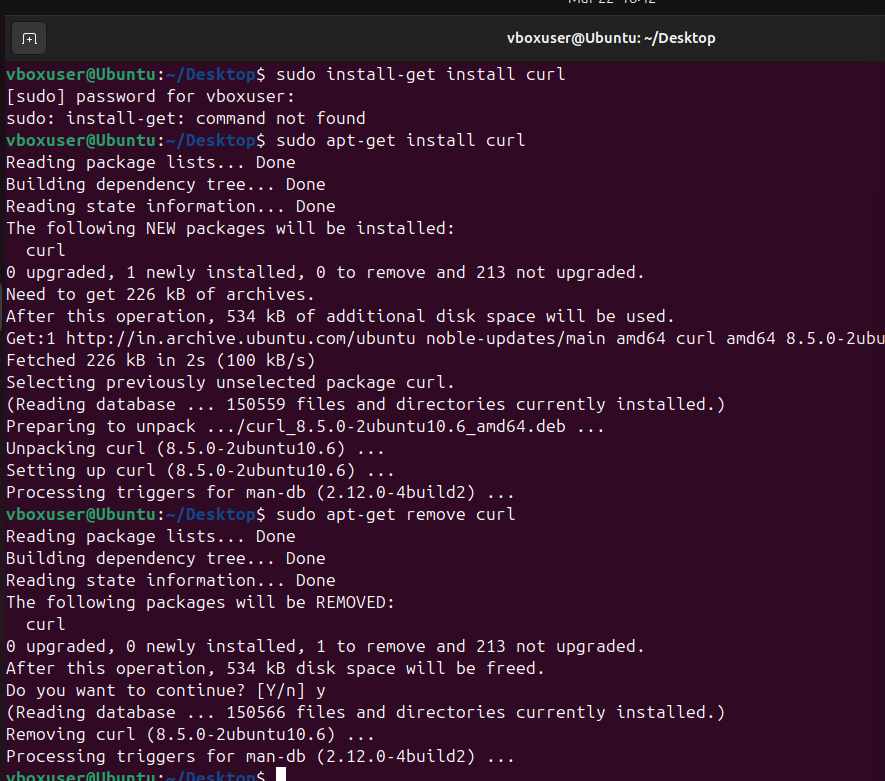 vboxuser@Ubuntu: ~/Desktop
vboxuser@Ubuntu:~/Desktop$ sudo install-get install curl
[sudo] password for vboxuser:
sudo: install-get: command not found
vboxuser@Ubuntu:~/Desktop$ sudo apt-get install curl
Reading package lists... Done
Building dependency tree... Done
Reading state information... Done
The following NEW packages will be installed:
  curl
0 upgraded, 1 newly installed, 0 to remove and 213 not upgraded.
Need to get 226 kB of archives.
After this operation, 534 kB of additional disk space will be used.
Get:1 http://in.archive.ubuntu.com/ubuntu noble-updates/main amd64 curl amd64 8.5.0-2ubu
Fetched 226 kB in 2s (100 kB/s)
Selecting previously unselected package curl.
(Reading database ... 150559 files and directories currently installed.)
Preparing to unpack .../curl_8.5.0-2ubuntu10.6_amd64.deb ...
Unpacking curl (8.5.0-2ubuntu10.6) ...
Setting up curl (8.5.0-2ubuntu10.6) ...
Processing triggers for man-db (2.12.0-4build2) ...
vboxuser@Ubuntu:~/Desktop$ sudo apt-get remove curl
Reading package lists... Done
Building dependency tree... Done
Reading state information... Done
The following packages will be REMOVED:
  curl
0 upgraded, 0 newly installed, 1 to remove and 213 not upgraded.
After this operation, 534 kB disk space will be freed.
Do you want to continue? [Y/n] y
(Reading database ... 150566 files and directories currently installed.)
Removing curl (8.5.0-2ubuntu10.6) ...
Processing triggers for man-db (2.12.0-4build2) ...
vboxuser@Ubuntu:~/Desktop$